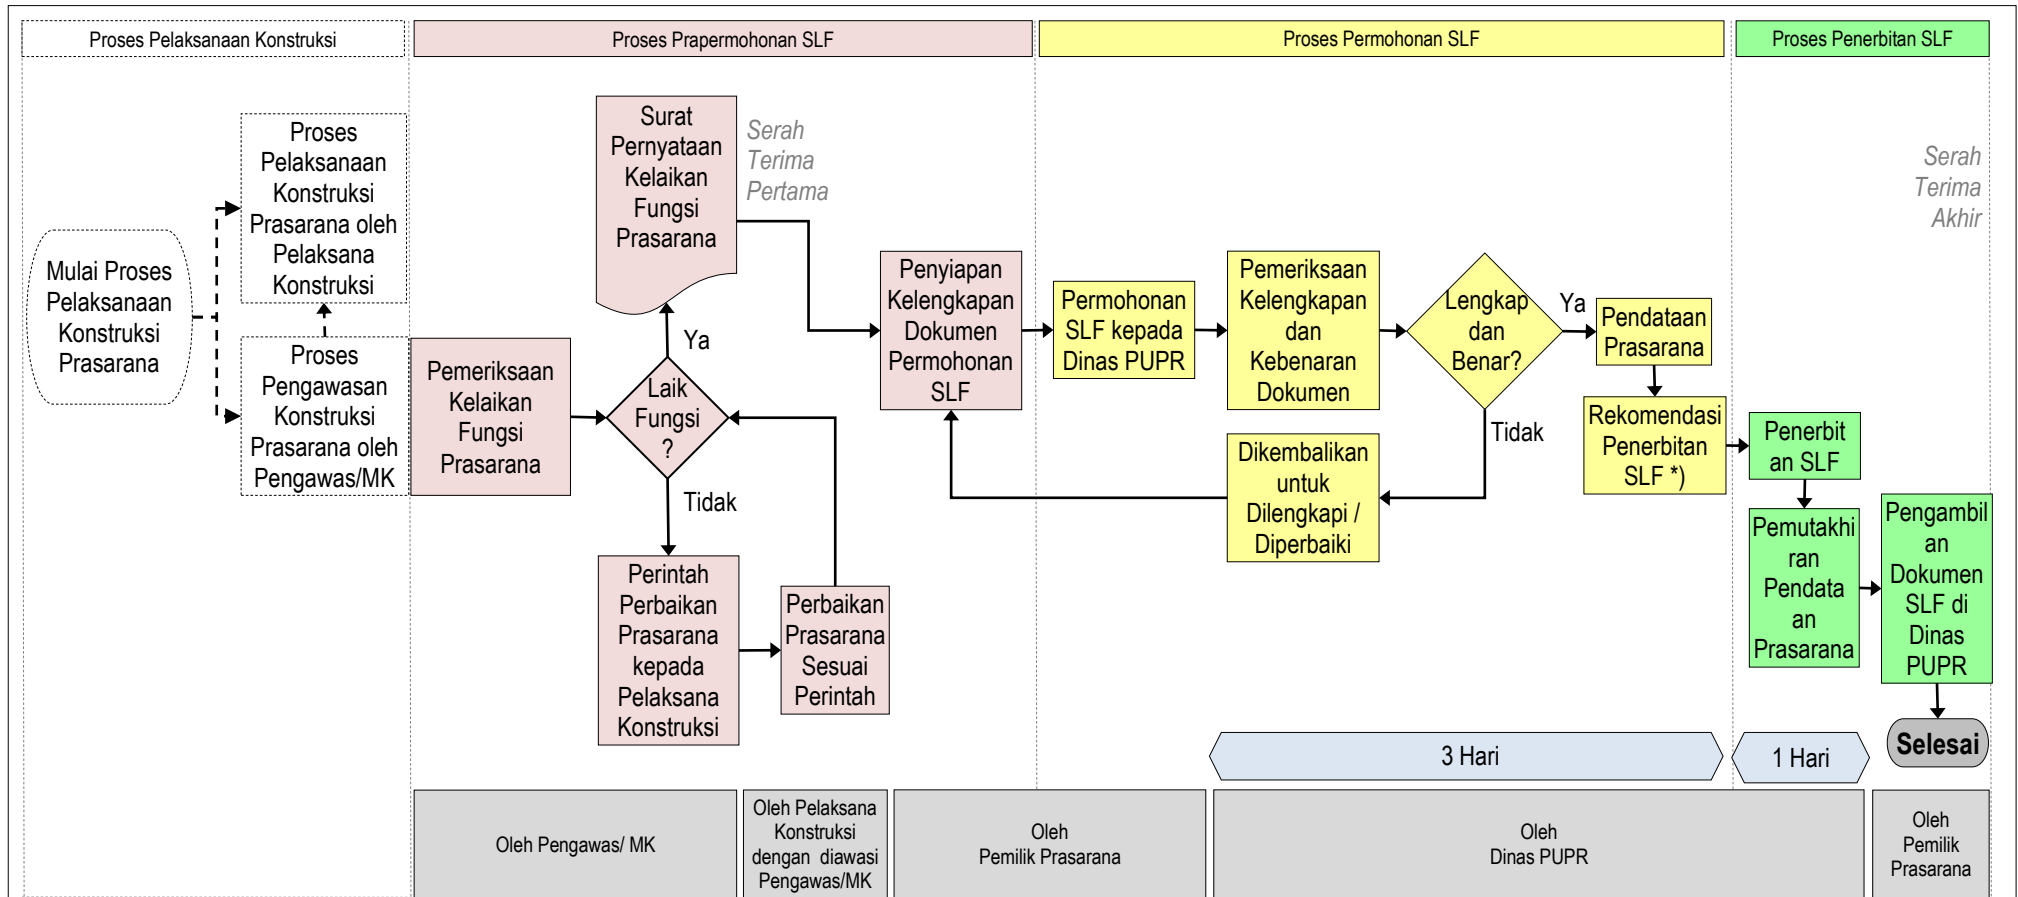 Proses Pelaksanaan Konstruksi
Proses Prapermohonan SLF
Proses Permohonan SLF
Proses Penerbitan SLF
Mulai Proses
Pelaksanaan
Konstruksi
Prasarana
Proses
Pelaksanaan
Konstruksi
Prasarana oleh
Pelaksana
Konstruksi
Proses
Pengawasan
Konstruksi
Prasarana oleh
Pengawas/MK
Pemeriksaan
Kelaikan
Fungsi
Prasarana
Surat
Pernyataan
Kelaikan
Fungsi
Prasarana
Serah
Terima
Pertama
Ya
Laik
Fungsi
?
Tidak
Perintah
Perbaikan
Prasarana
kepada
Pelaksana
Konstruksi
Perbaikan
Prasarana
Sesuai
Perintah
Penyiapan
Kelengkapan
Dokumen
Permohonan
SLF
Permohonan
SLF kepada
Dinas PUPR
Pemeriksaan
Kelengkapan
dan
Kebenaran
Dokumen
Lengkap
dan
Benar?
Ya
Tidak
Dikembalikan
untuk
Dilengkapi /
Diperbaiki
Pendataan
Prasarana
Rekomendasi
Penerbitan
SLF *)
Serah
Terima
Akhir
Penerbit
an SLF
Pemutakhi
ran
Pendata
an
Prasarana
Pengambil
an
Dokumen
SLF di
Dinas
PUPR
Selesai
3 Hari
1 Hari
Oleh Pengawas/ MK
Oleh Pelaksana
Konstruksi
dengan diawasi
Pengawas/MK
Oleh
Pemilik Prasarana
Oleh
Dinas PUPR
Oleh
Pemilik
Prasarana